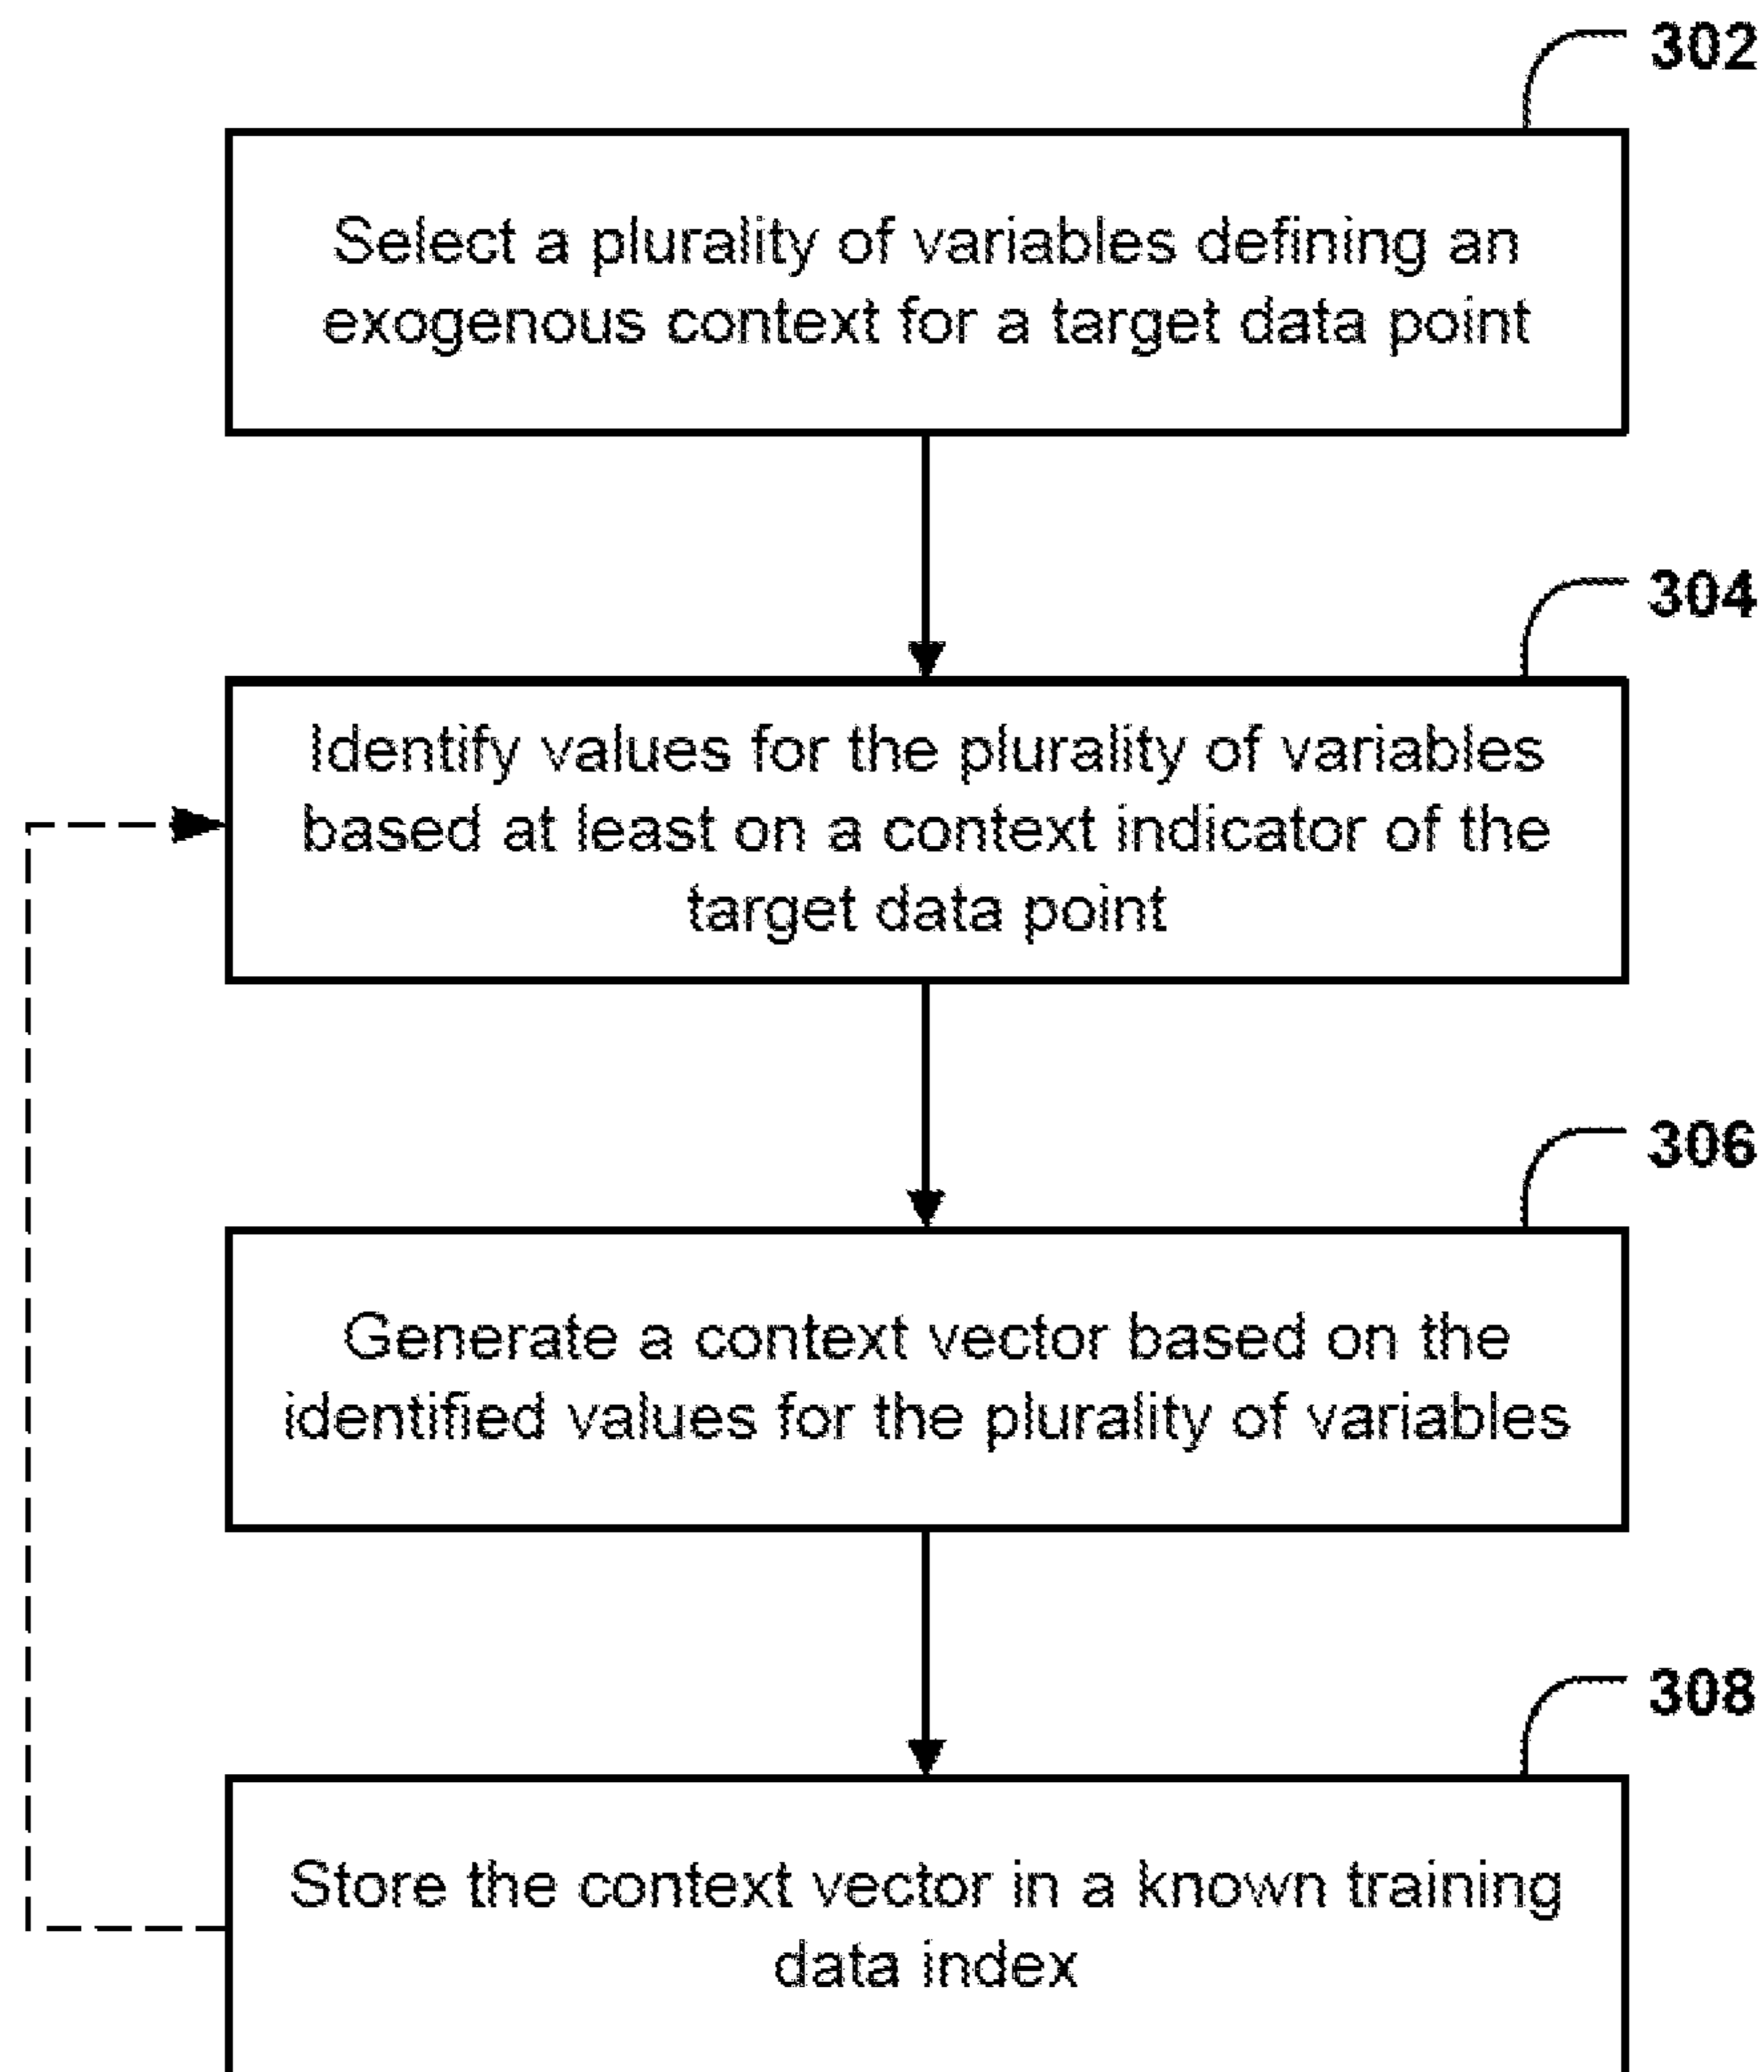 302
Select a plurality of variables defining an
exogenous context for a target data point
304
Identify values for the plurality of variables
based at least on a context indicator of the
target data point
306
Generate a context vector based on the
identified values for the plurality of variables
308
Store the context vector in a known training
data index